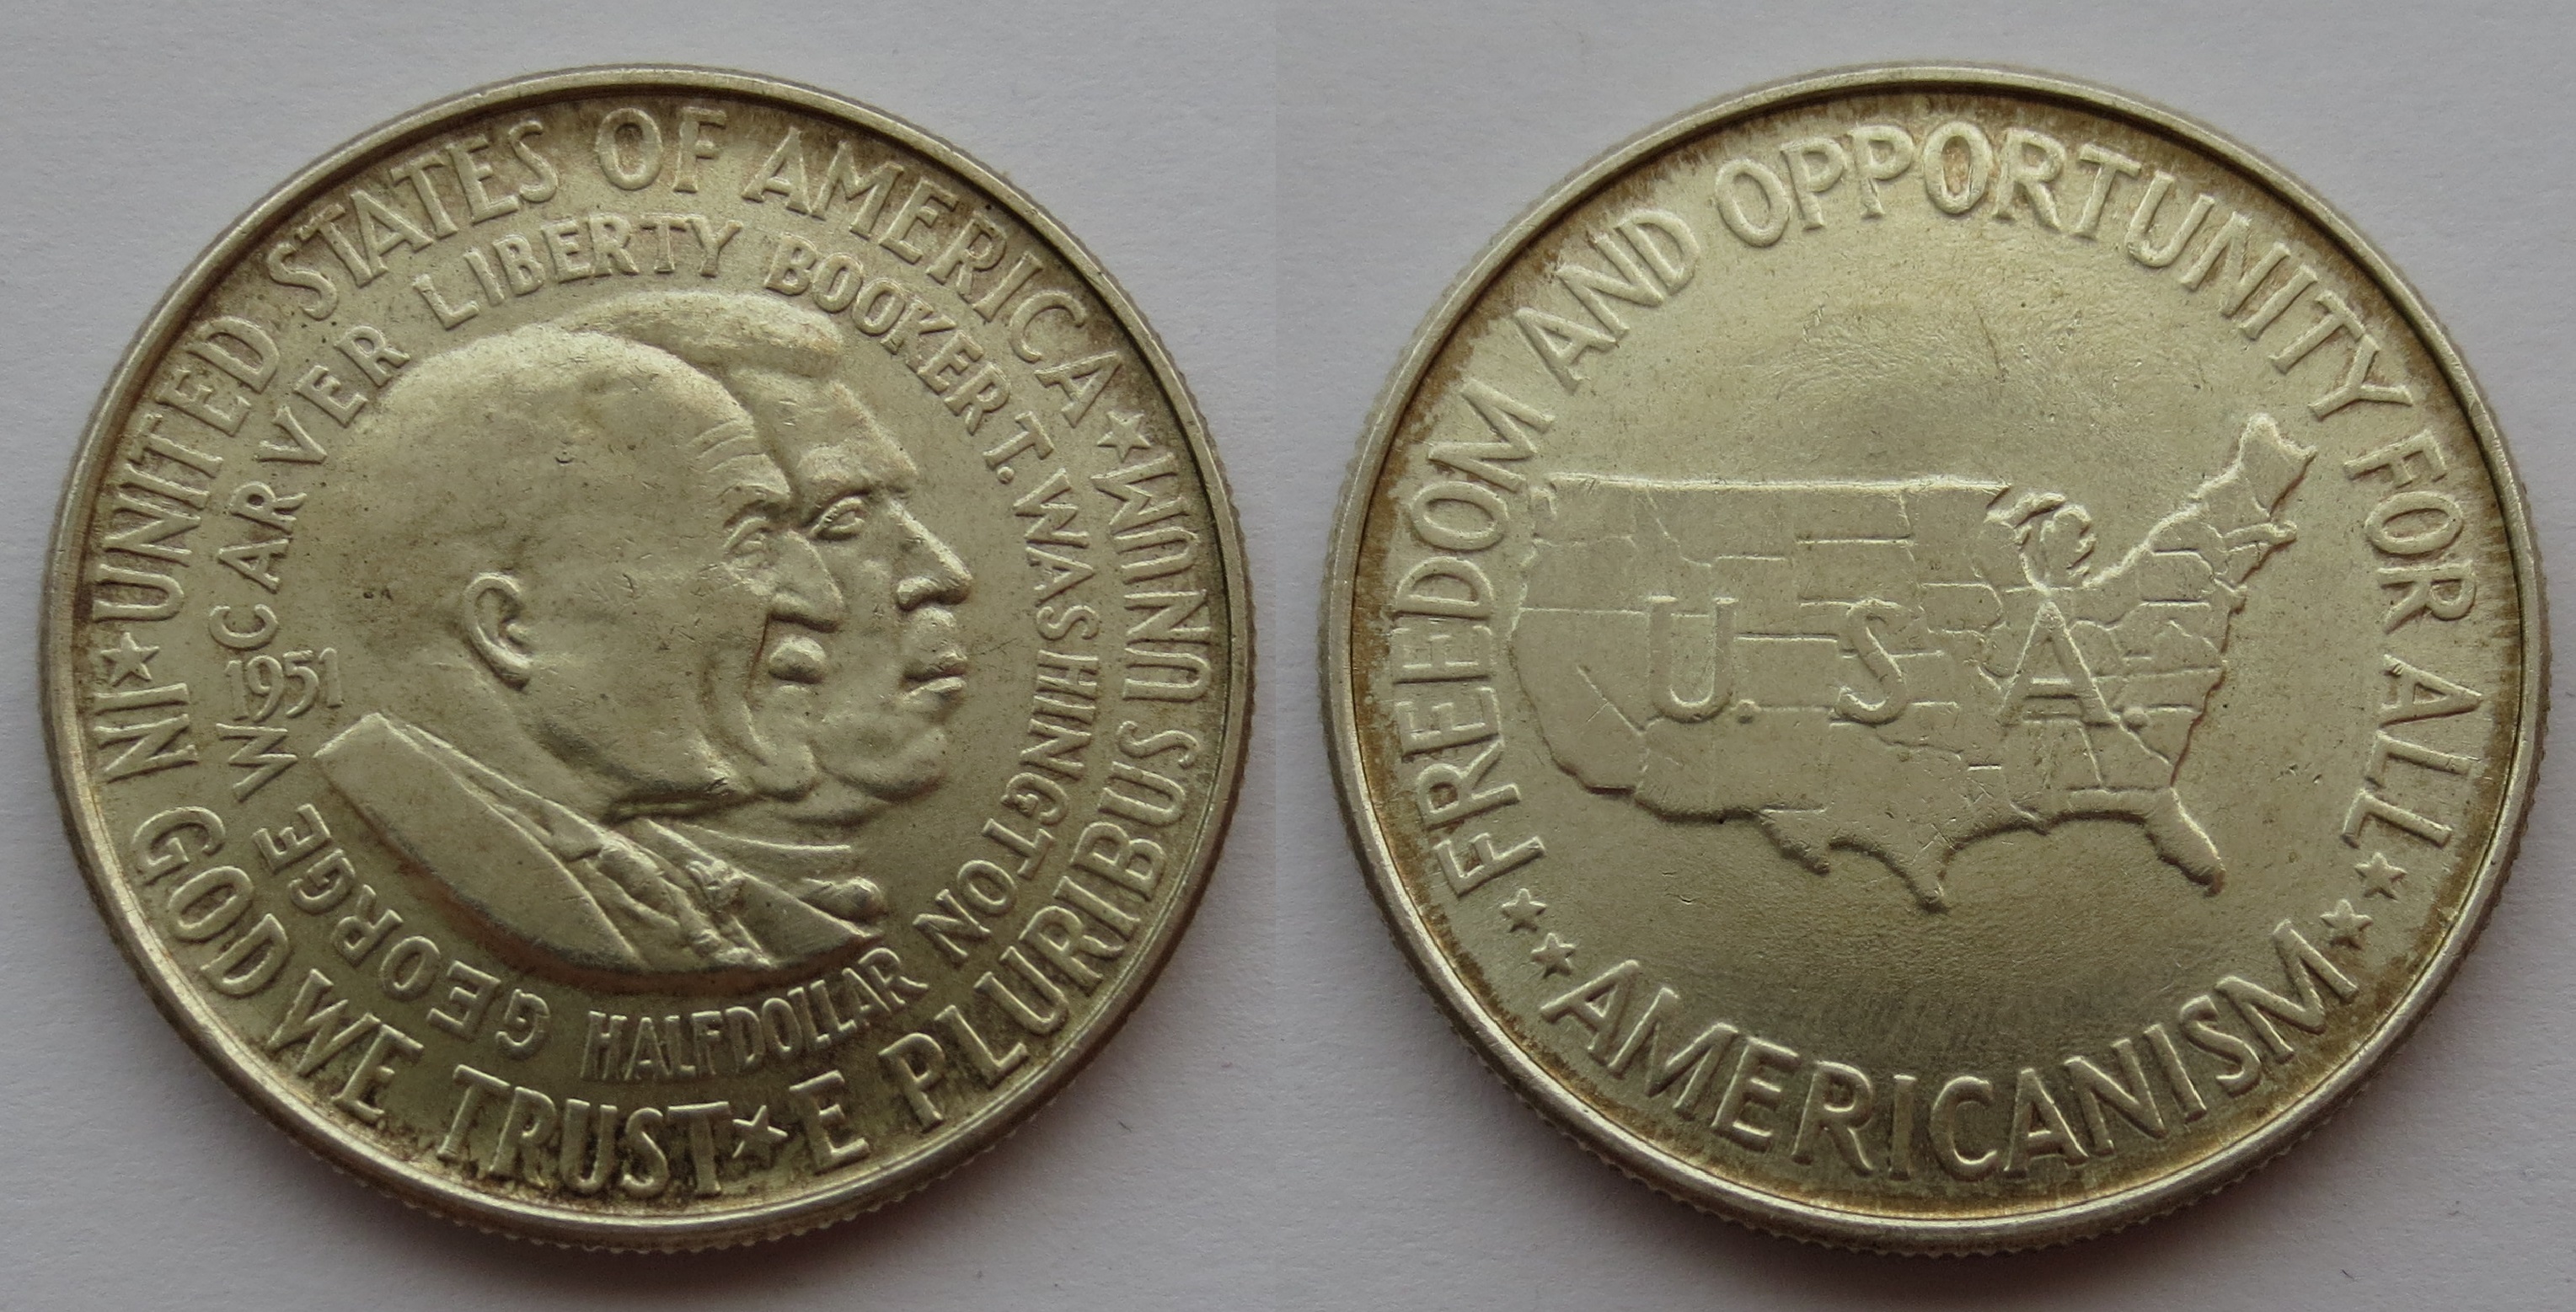 ★ UNITED STATES OF AMERICA ★
IN GOD WE TRUST ★ E PLURIBUS UNUM
GEORGE W CARVER LIBERTY BOOKER T. WASHINGTON
1951
HALF DOLLAR
FREEDOM AND OPPORTUNITY FOR ALL
U. S. A.
★★ AMERICANISM ★★